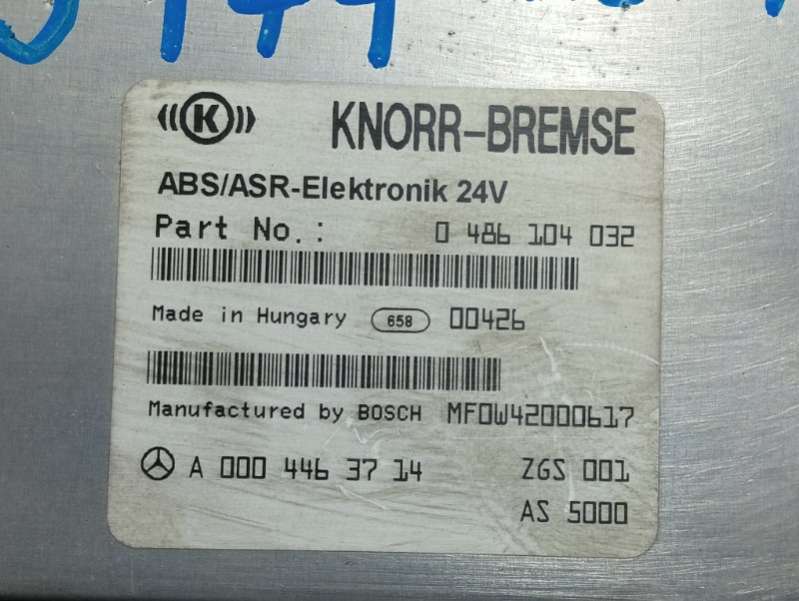 K KNORR-BREMSE
ABS/ASR-Elektronik 24V
Part No.: 0 486 104 032
Made in Hungary 658 00426
Manufactured by BOSCH MFOW42000617
A 000 446 37 14 ZGS 001
AS 5000